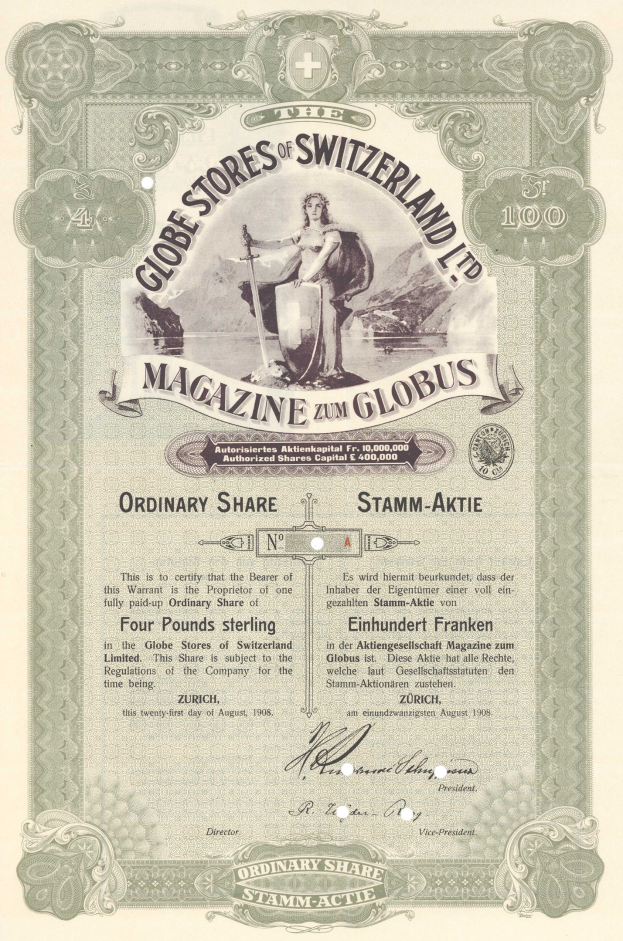 THE
GLOBE STORES OF SWITZERLAND LTD.
£ 4
Fr 100
MAGAZINE ZUM GLOBUS
Autorisiertes Aktienkapital Fr. 10,000,000
Authorized Shares Capital £ 400,000
CANTON ZÜRICH
10 Cts
ORDINARY SHARE
STAMM-AKTIE
No A
This is to certify that the Bearer of
this Warrant is the Proprietor of one
fully paid-up Ordinary Share of
Four Pounds sterling
in the Globe Stores of Switzerland
Limited. This Share is subject to the
Regulations of the Company for the
time being.
ZURICH,
this twenty-first day of August, 1908.
Es wird hiermit beurkundet, dass der
Inhaber der Eigentümer einer voll ein-
gezahlten Stamm-Aktie von
Einhundert Franken
in der Aktiengesellschaft Magazine zum
Globus ist. Diese Aktie hat alle Rechte,
welche laut Gesellschaftsstatuten den
Stamm-Aktionären zustehen.
ZÜRICH,
am einundzwanzigsten August 1908.
President.
Director.
Vice-President.
ORDINARY SHARE
STAMM-ACTIE